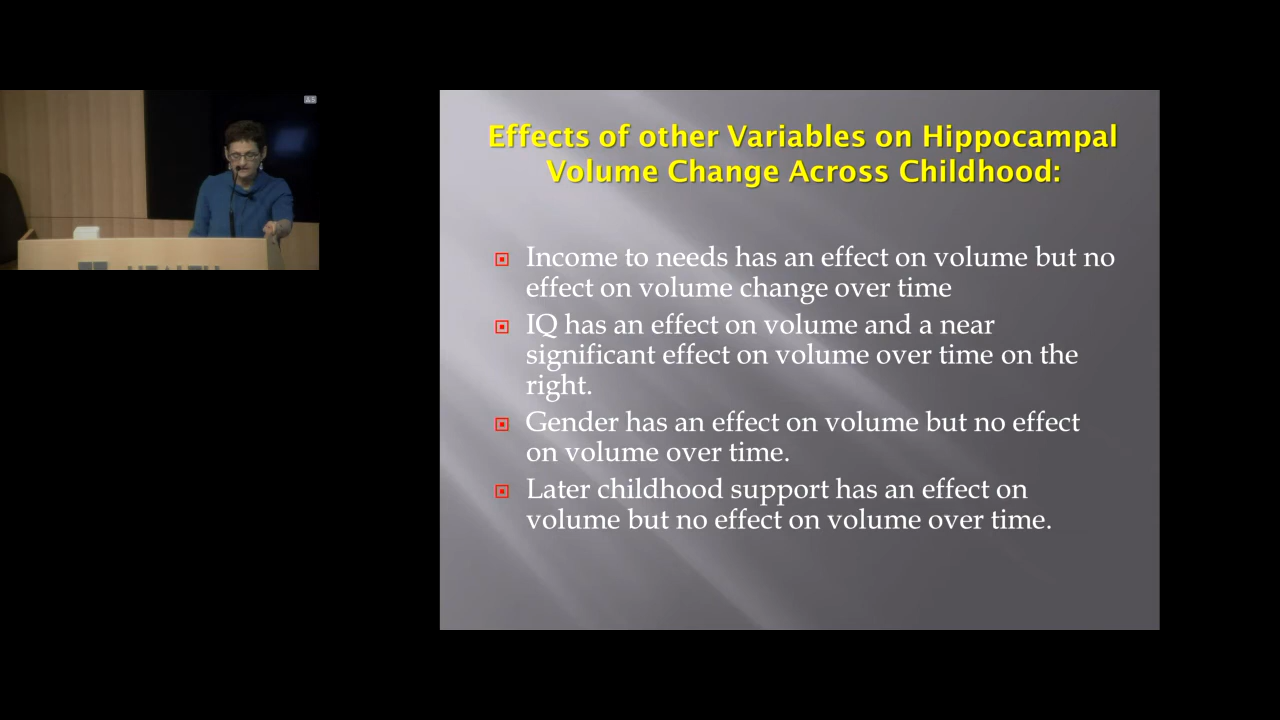 Effects of other Variables on Hippocampal
Volume Change Across Childhood:
Income to needs has an effect on volume but no
effect on volume change over time
IQ has an effect on volume and a near
significant effect on volume over time on the
right.
Gender has an effect on volume but no effect
on volume over time.
Later childhood support has an effect on
volume but no effect on volume over time.